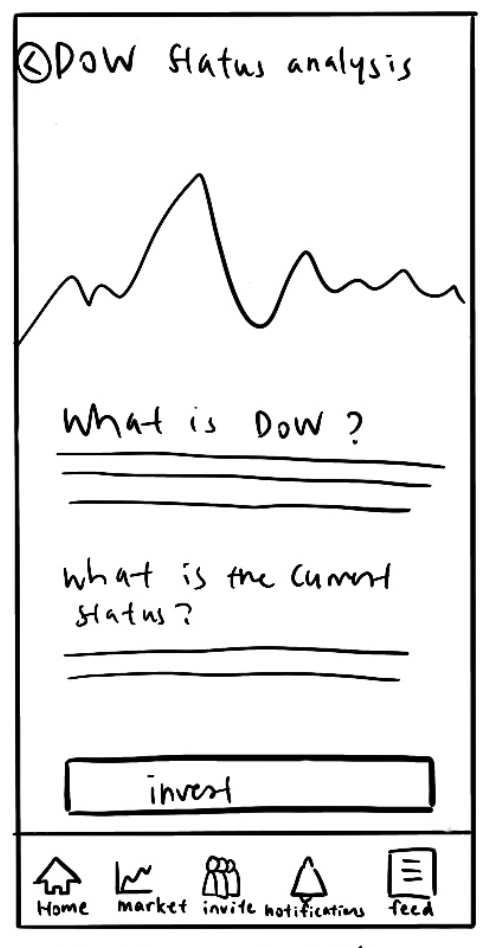 DOW Status analysis
What is DOW ?
What is the current
status?
invest
Home market invite notifications feed